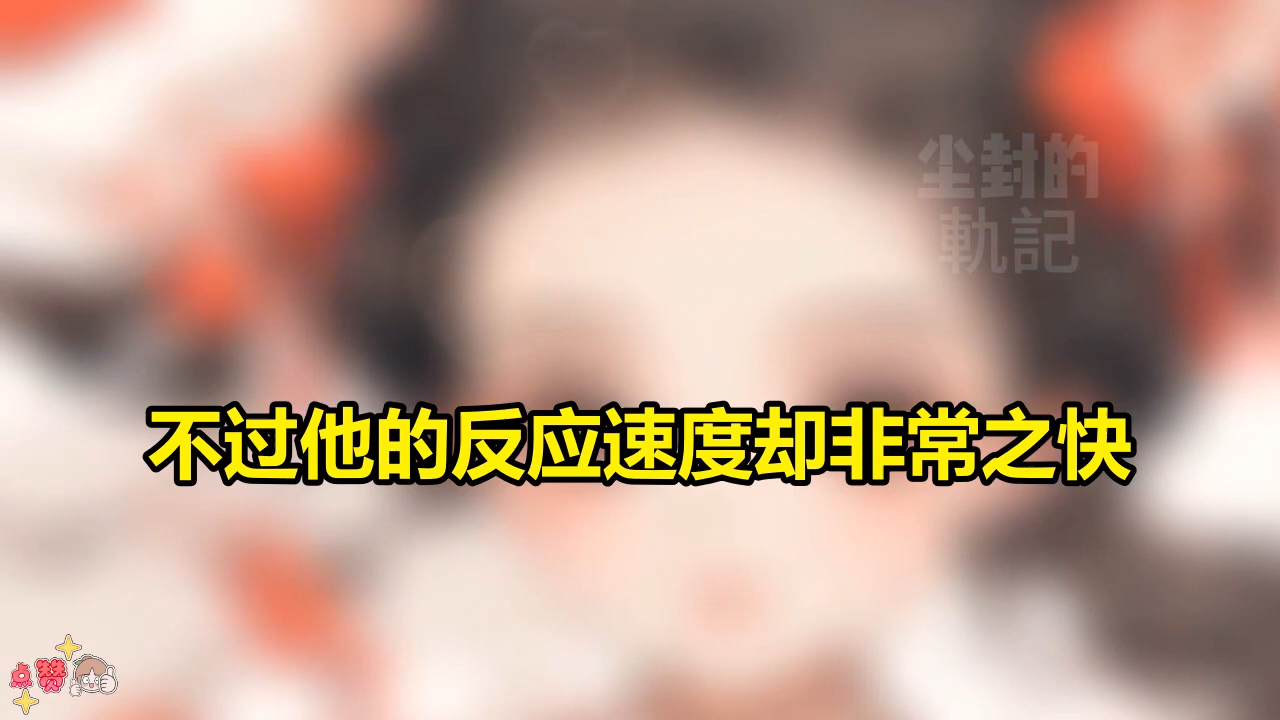 尘封的
軌記
不过他的反应速度却非常之快
点赞